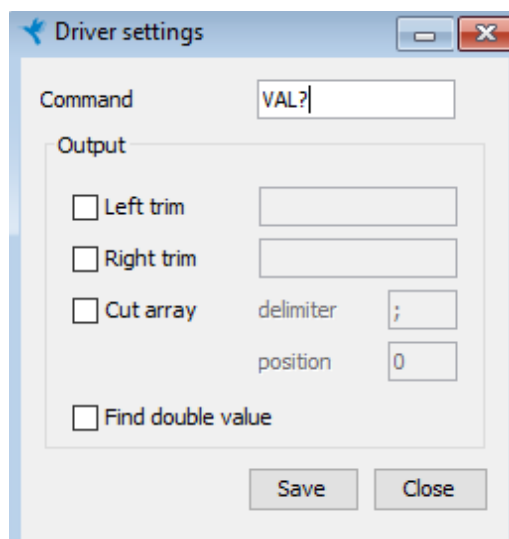 Driver settings
Command VAL?
Output
Left trim
Right trim
Cut array delimiter ;
position 0
Find double value
Save Close